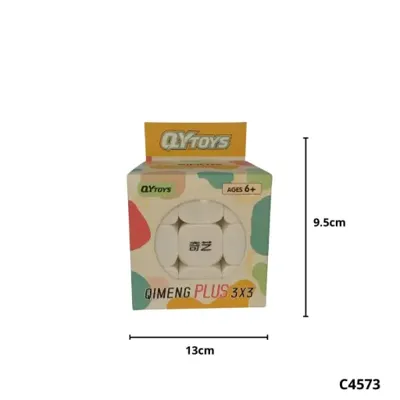 QYTOYS
QYTOYS
AGES 6+
奇艺
QIMENG PLUS 3X3
9.5cm
13cm
C4573